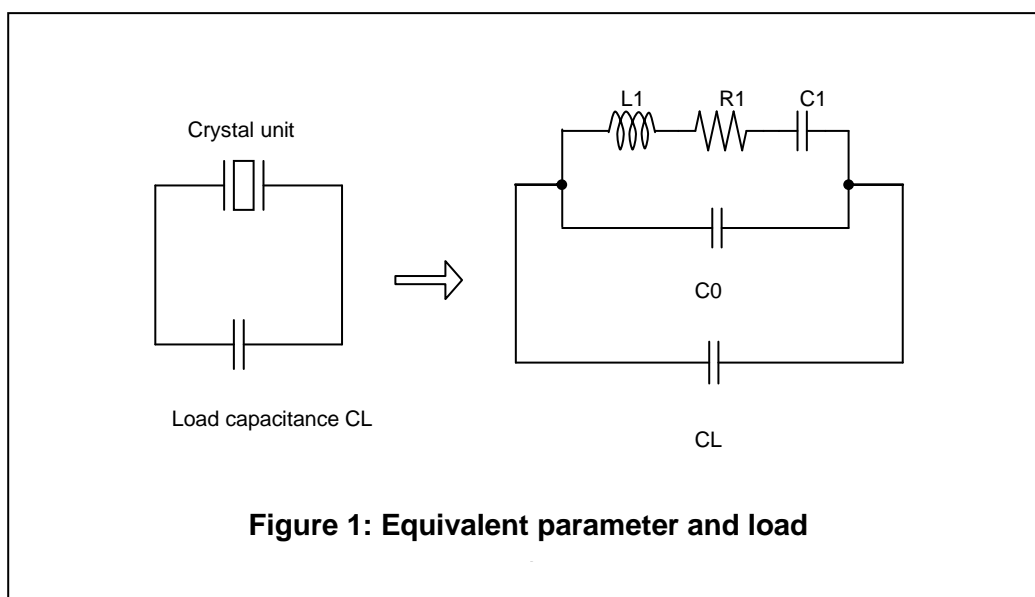 Crystal unit
Load capacitance CL
L1 R1 C1
C0
CL
Figure 1: Equivalent parameter and load